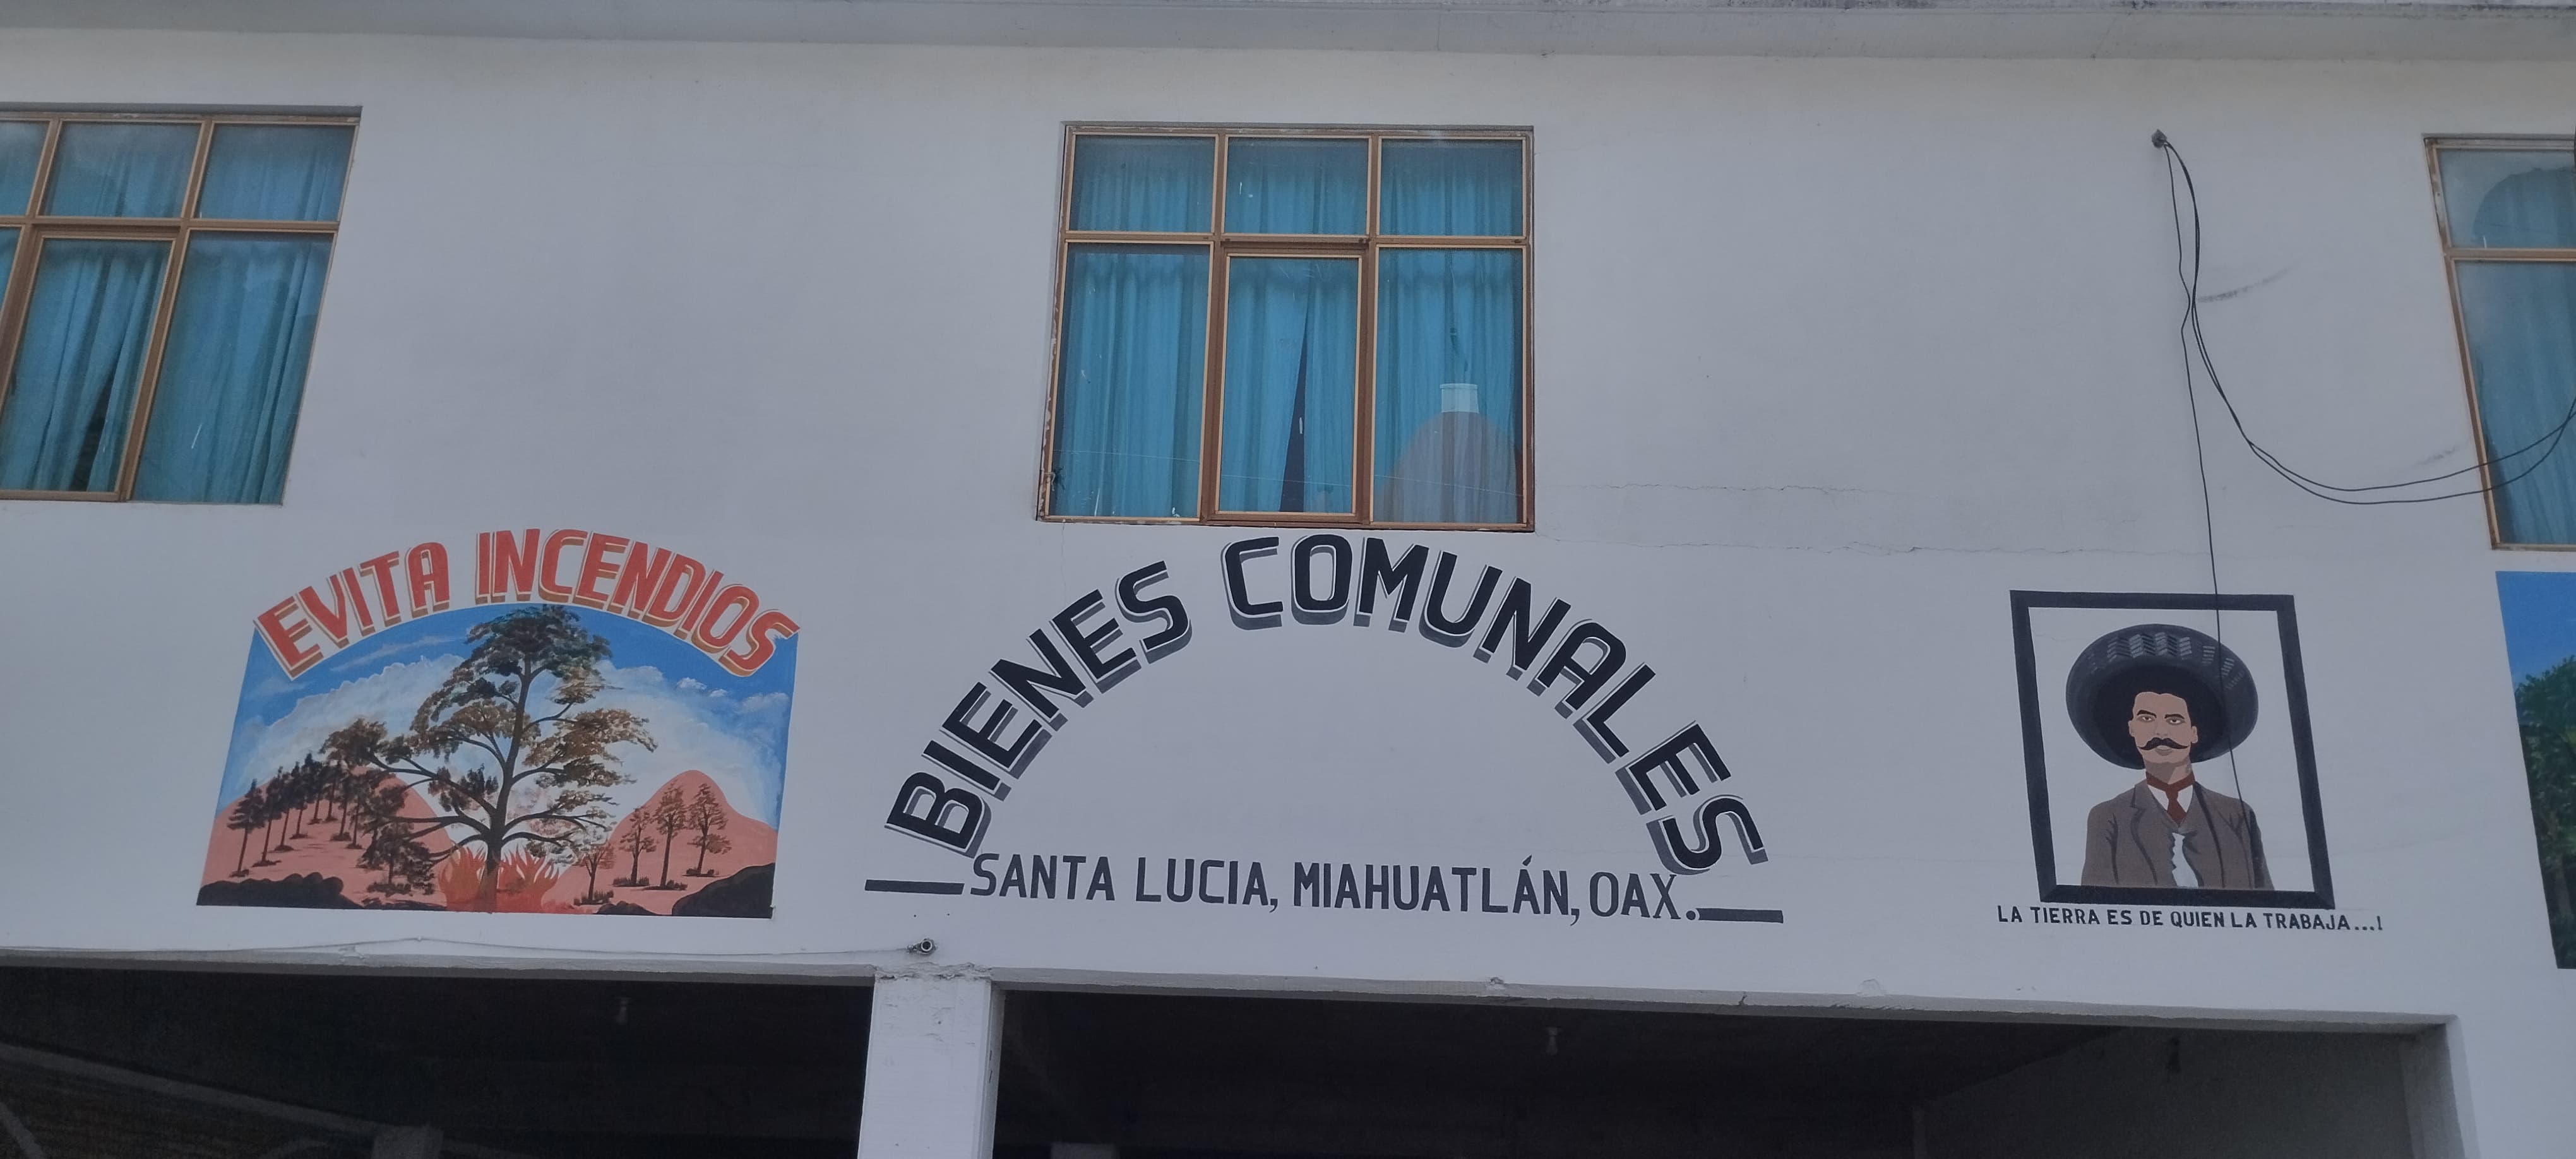 EVITA INCENDIOS
BIENES COMUNALES
SANTA LUCIA, MIAHUATLÁN, OAX.
LA TIERRA ES DE QUIEN LA TRABAJA...!